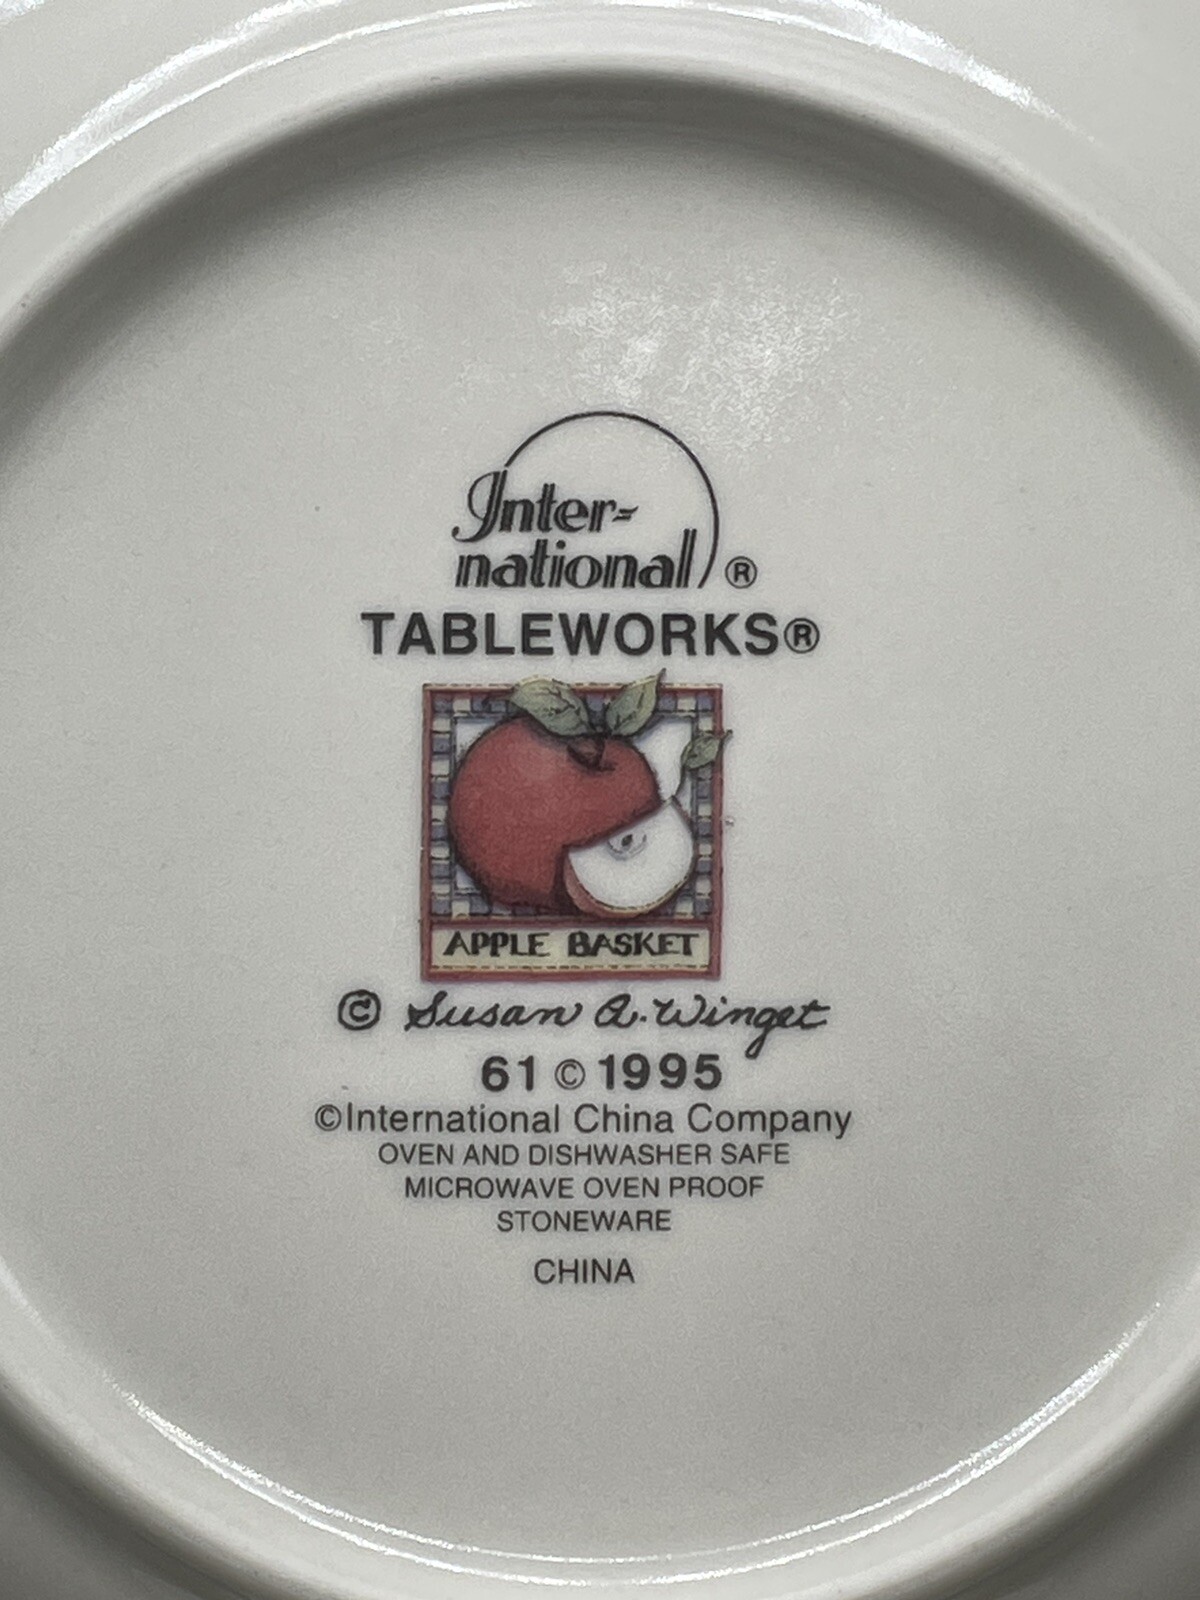 Inter-
national®
TABLEWORKS®
APPLE BASKET
© Susan A. Winget
61 © 1995
©International China Company
OVEN AND DISHWASHER SAFE
MICROWAVE OVEN PROOF
STONEWARE
CHINA